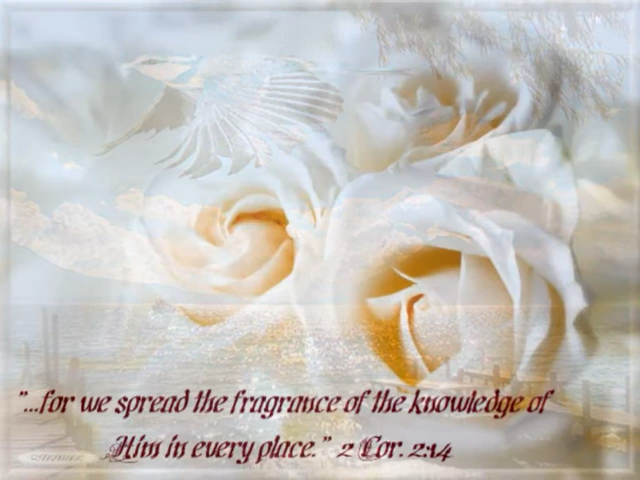 "...for we spread the fragrance of the knowledge of
Him in every place." 2 Cor. 2:14